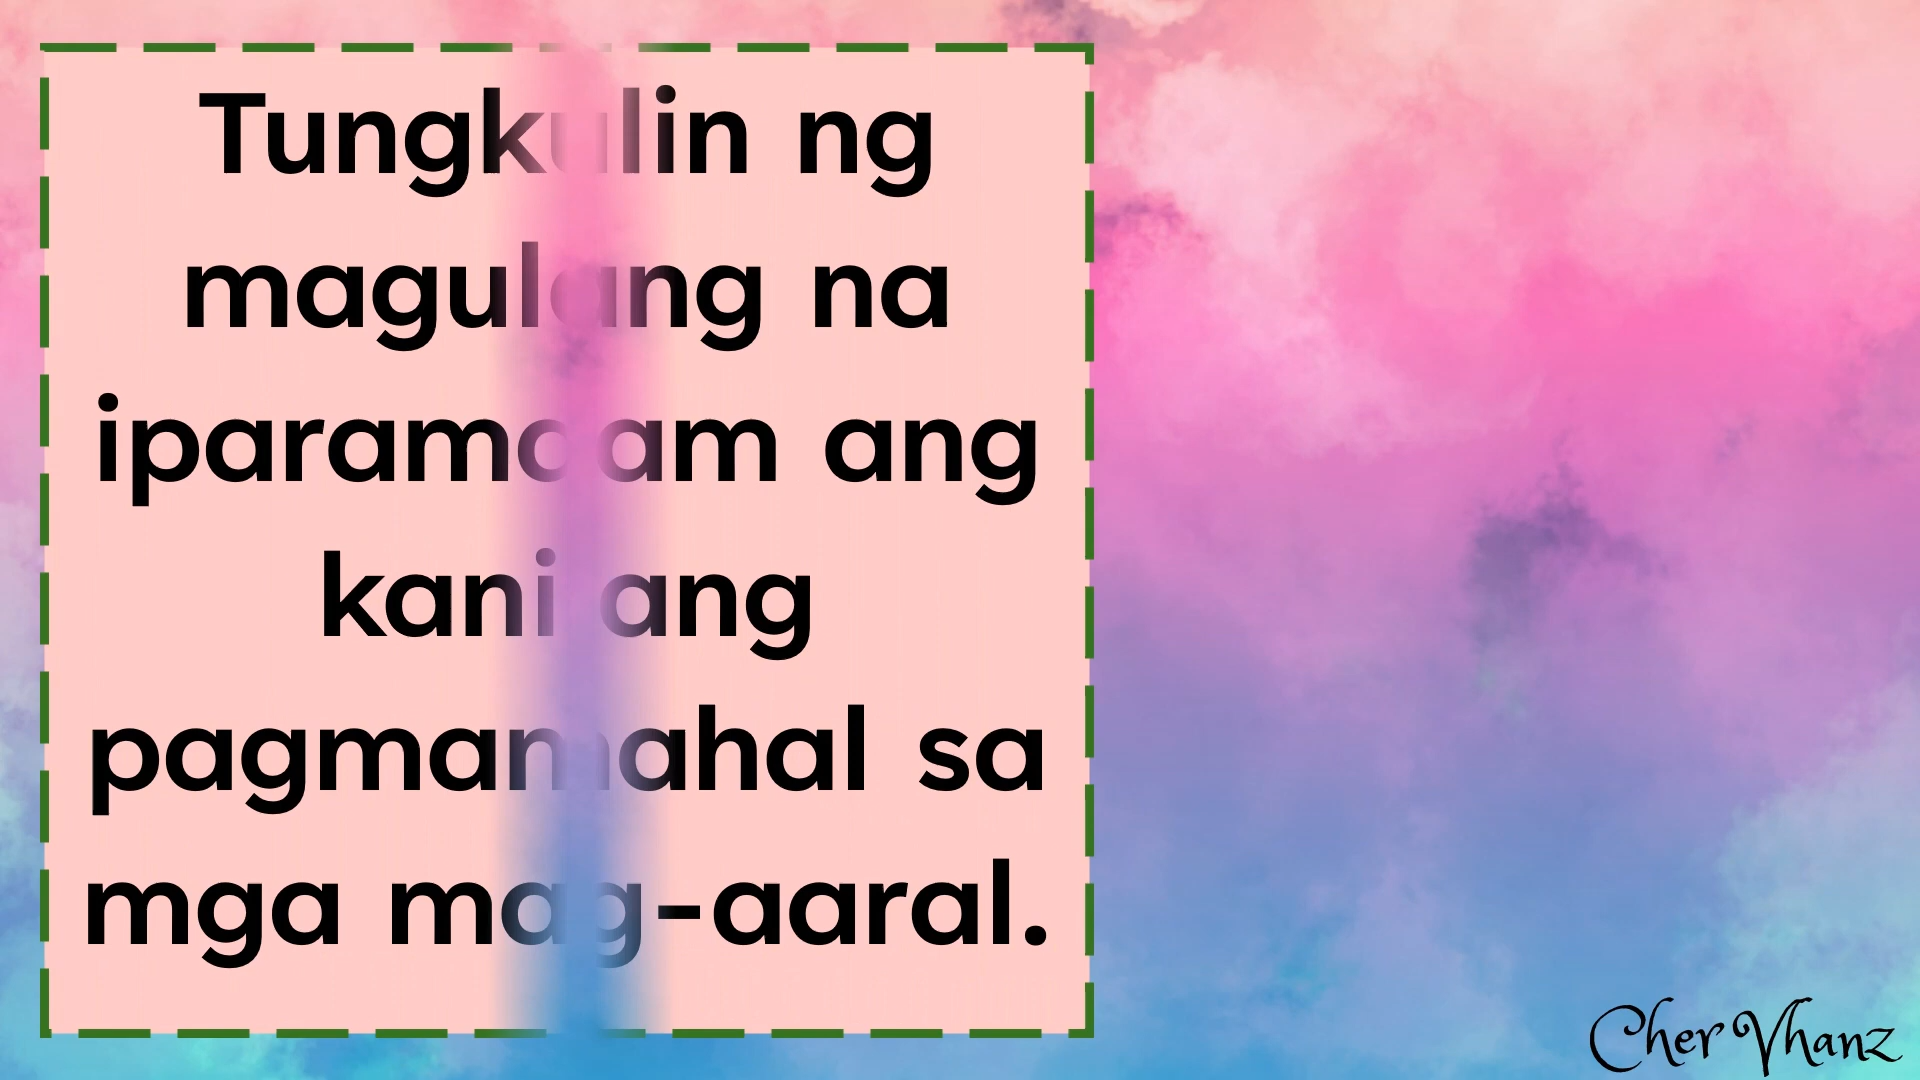 Tungkulin ng
magulang na
iparamdam ang
kanilang
pagmamahal sa
mga mag-aaral.
Cher Vhanz